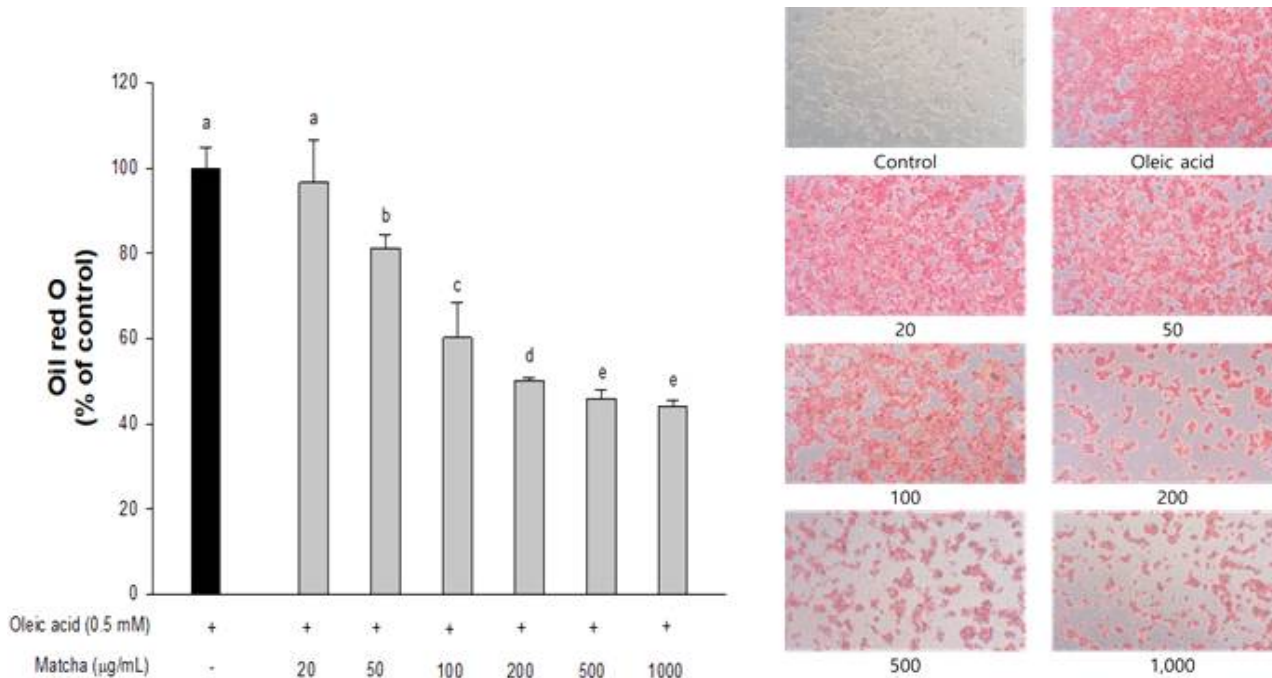 120
100
80
60
40
20
0
Oil red O
(% of control)
a
a
b
c
d
e
e
Oleic acid (0.5 mM) + + + + + + +
Matcha (μg/mL) - 20 50 100 200 500 1000
Control
Oleic acid
20
50
100
200
500
1,000